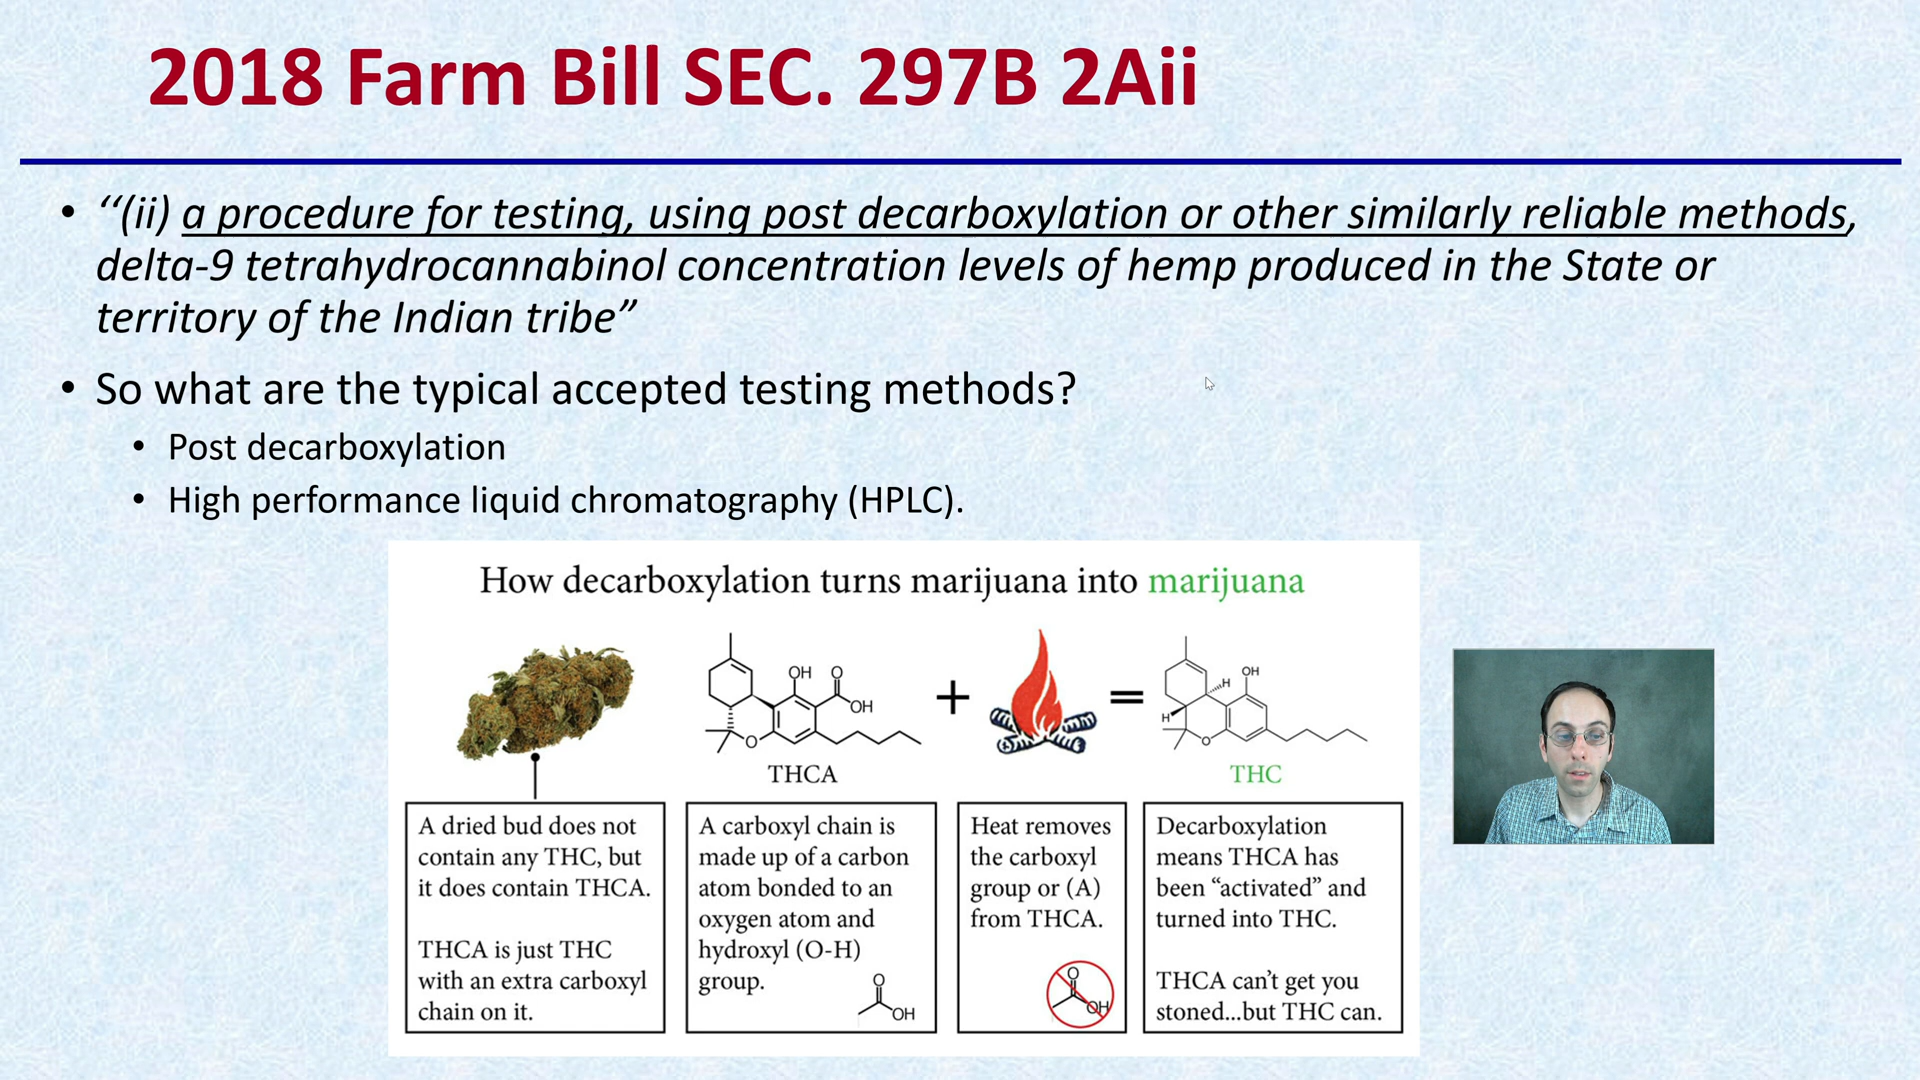 2018 Farm Bill SEC. 297B 2Aii
• ‘‘(ii) a procedure for testing, using post decarboxylation or other similarly reliable methods,
delta-9 tetrahydrocannabinol concentration levels of hemp produced in the State or
territory of the Indian tribe”
• So what are the typical accepted testing methods?
• Post decarboxylation
• High performance liquid chromatography (HPLC).
How decarboxylation turns marijuana into marijuana
OH O
OH
O
THCA
+
=
OH
H
H
O
THC
A dried bud does not
contain any THC, but
it does contain THCA.
THCA is just THC
with an extra carboxyl
chain on it.
A carboxyl chain is
made up of a carbon
atom bonded to an
oxygen atom and
hydroxyl (O-H)
group.
O
OH
Heat removes
the carboxyl
group or (A)
from THCA.
O
OH
Decarboxylation
means THCA has
been “activated” and
turned into THC.
THCA can’t get you
stoned...but THC can.